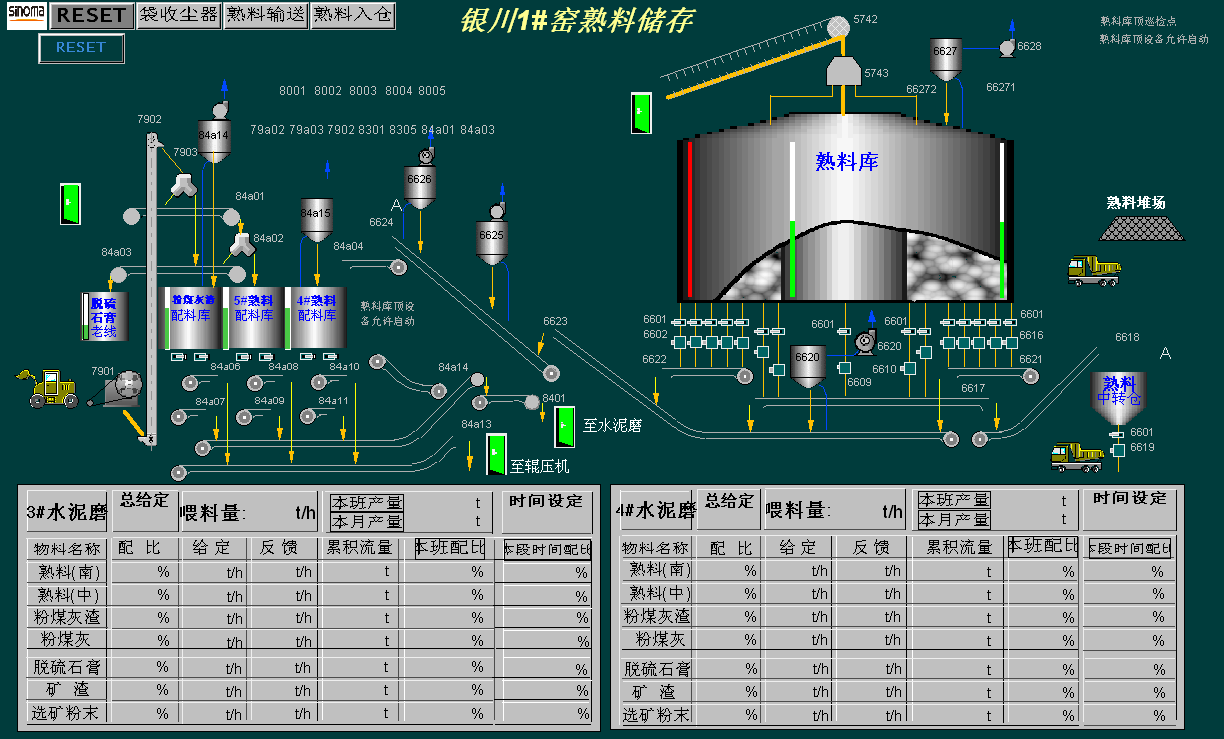 sinoma RESET 袋收尘器 熟料输送 熟料入仓
RESET
银川1#窑熟料储存
熟料库顶巡检点
熟料库顶设备允许启动
5742
5743
6627
6628
66272
66271
8001 8002 8003 8004 8005
79a02 79a03 7902 8301 8305 84a01 84a03
7902
7903
84a14
84a01
84a02
84a03
84a15
84a04
6626
6624
A
6625
熟料库
熟料堆场
脱硫
石膏
老线
配料库
5#熟料
配料库
4#熟料
配料库
熟料库顶设
备允许启动
7901
84a06
84a08
84a10
84a07
84a09
84a11
84a14
84a13
8401
至水泥磨
至辊压机
6623
6601
6602
6622
6601
6620
6620
6609
6610
6601
6601
6616
6621
6617
6618
A
熟料
中转仓
6601
6619
3#水泥磨 总给定 喂料量: t/h 本班产量 t 时间设定
本月产量 t
物料名称 配 比 给 定 反 馈 累积流量 本班配比 本段时间配比
熟料(南) % t/h t/h t % %
熟料(中) % t/h t/h t % %
粉煤灰渣 % t/h t/h t % %
粉煤灰 % t/h t/h t % %
脱硫石膏 % t/h t/h t % %
矿 渣 % t/h t/h t % %
选矿粉末 % t/h t/h t % %
4#水泥磨 总给定 喂料量: t/h 本班产量 t 时间设定
本月产量 t
物料名称 配 比 给 定 反 馈 累积流量 本班配比 本段时间配比
熟料(南) % t/h t/h t % %
熟料(中) % t/h t/h t % %
粉煤灰渣 % t/h t/h t % %
粉煤灰 % t/h t/h t % %
脱硫石膏 % t/h t/h t % %
矿 渣 % t/h t/h t % %
选矿粉末 % t/h t/h t % %